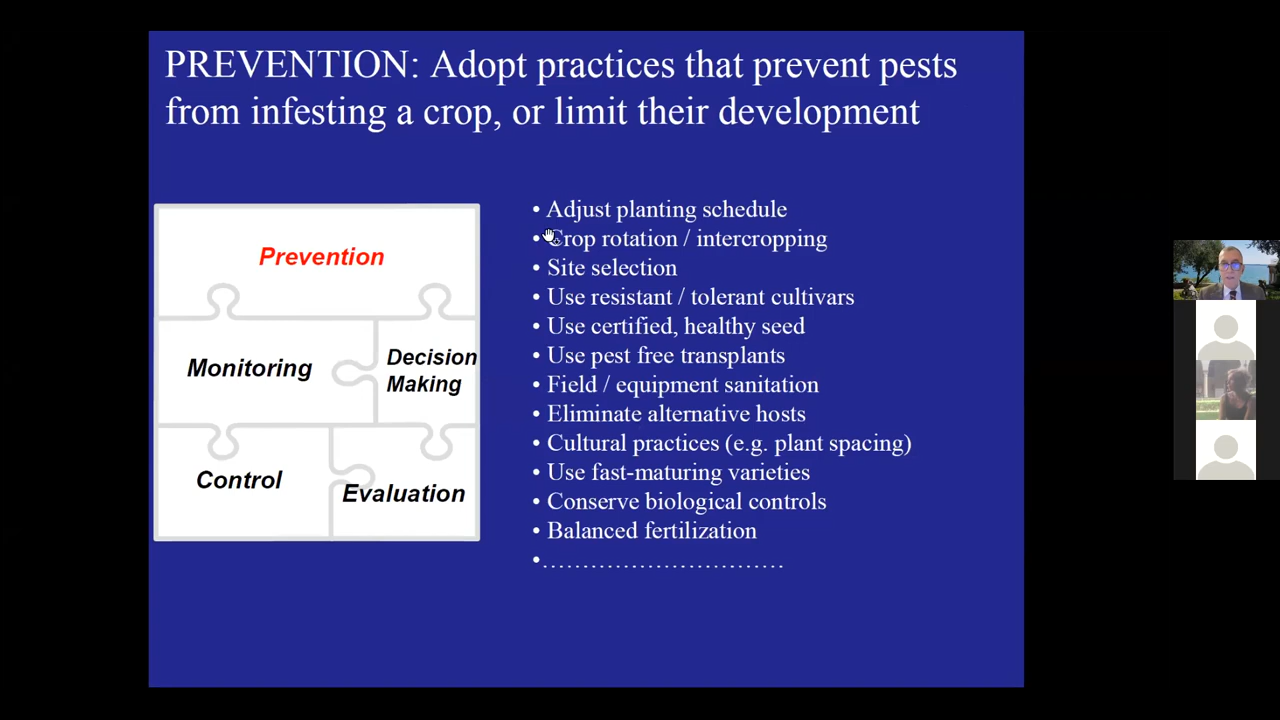 PREVENTION: Adopt practices that prevent pests
from infesting a crop, or limit their development
Prevention
Monitoring
Decision
Making
Control
Evaluation
• Adjust planting schedule
• Crop rotation / intercropping
• Site selection
• Use resistant / tolerant cultivars
• Use certified, healthy seed
• Use pest free transplants
• Field / equipment sanitation
• Eliminate alternative hosts
• Cultural practices (e.g. plant spacing)
• Use fast-maturing varieties
• Conserve biological controls
• Balanced fertilization
•…………………………